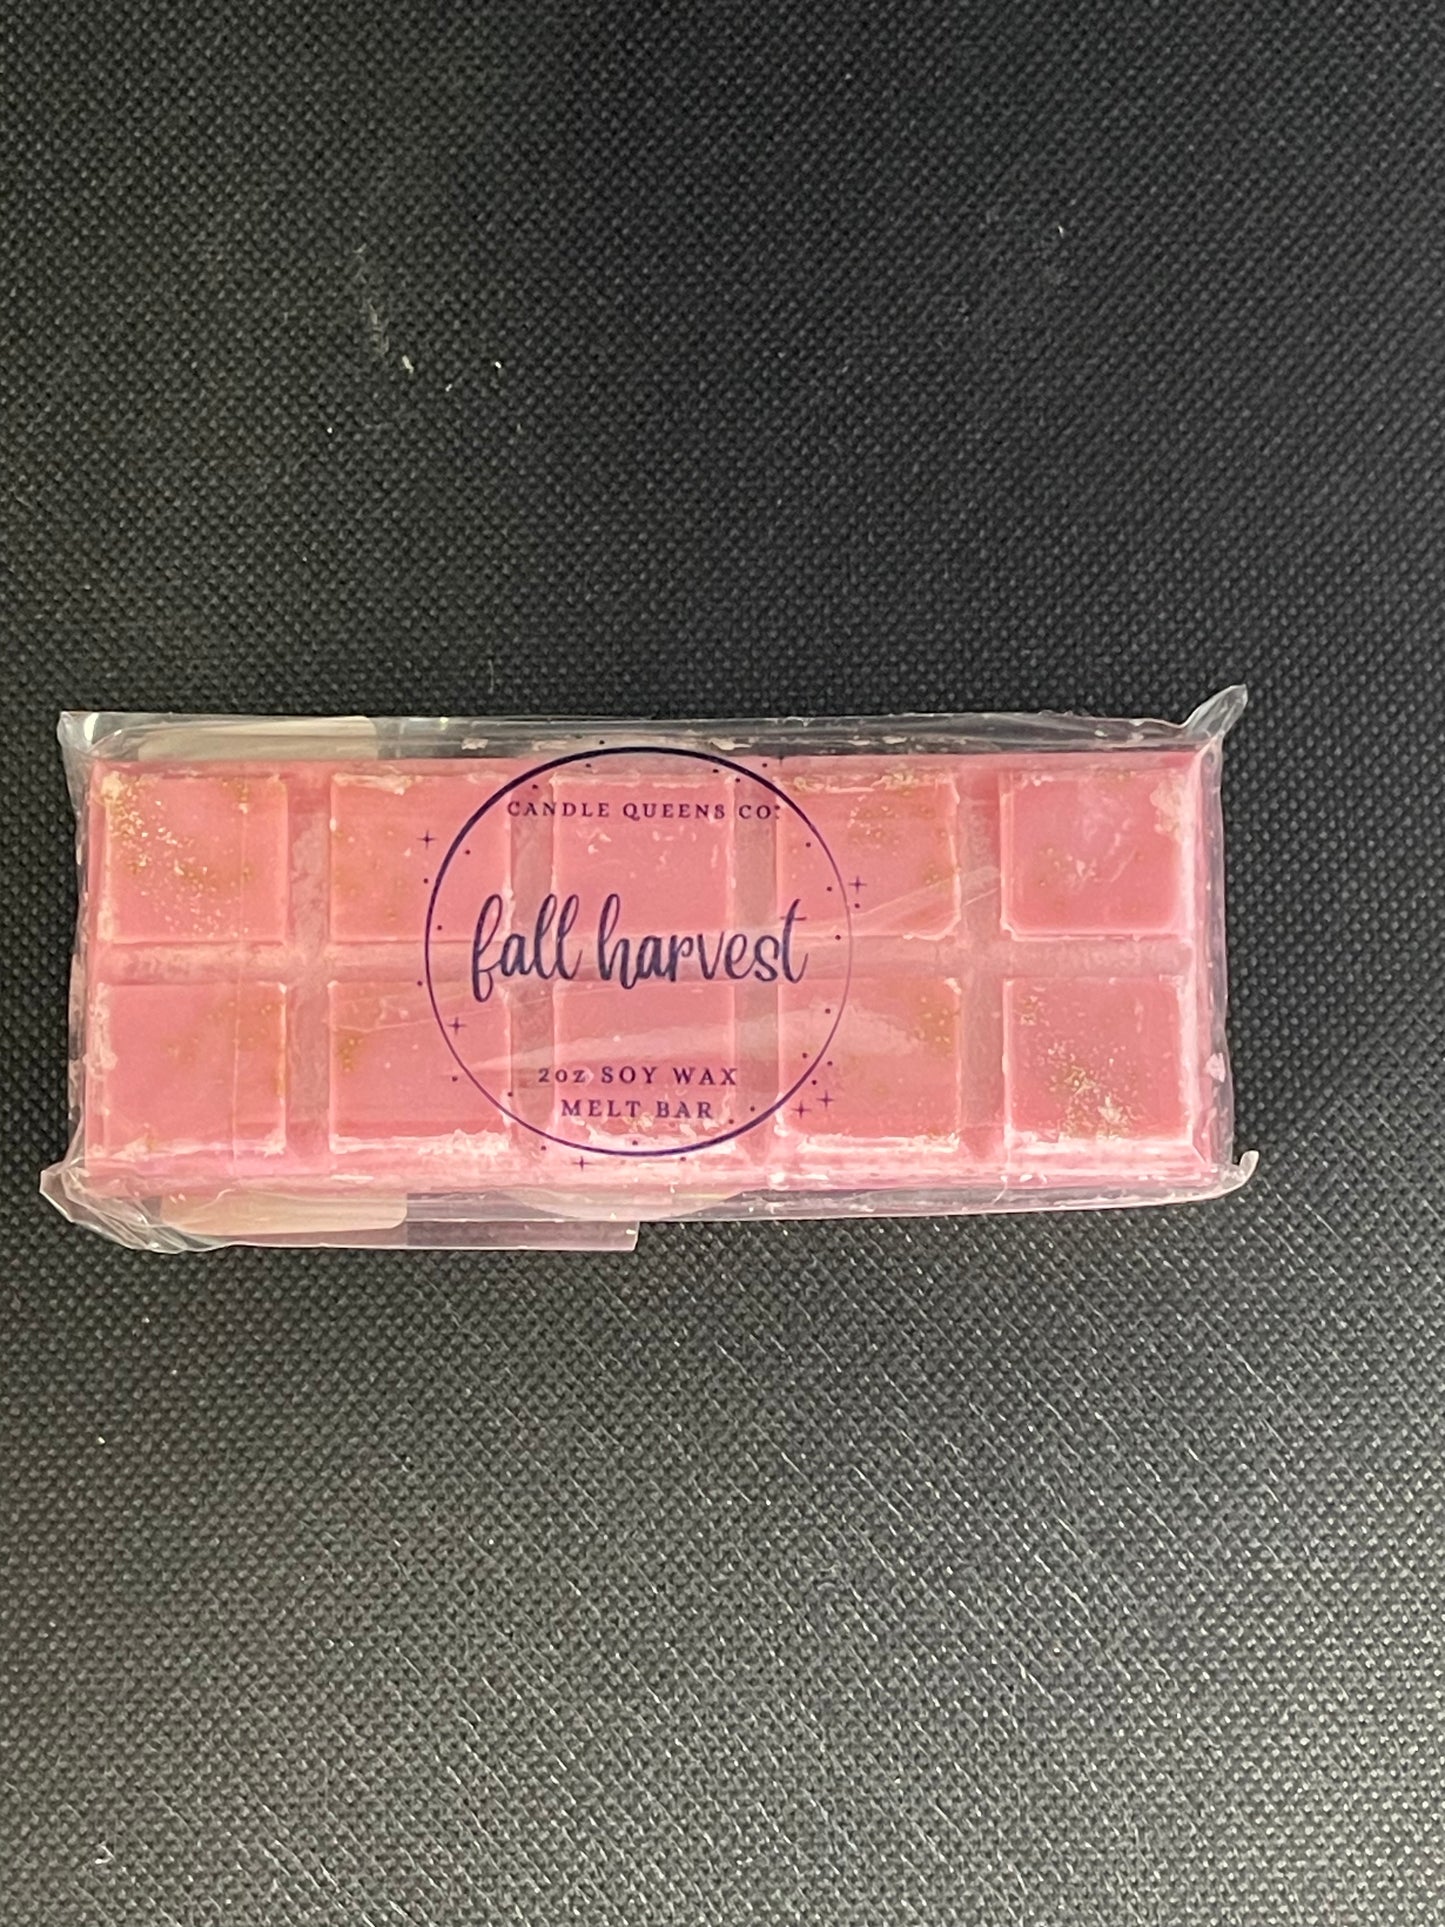 CANDLE QUEENS CO.
fall harvest
2oz SOY WAX
MELT BAR